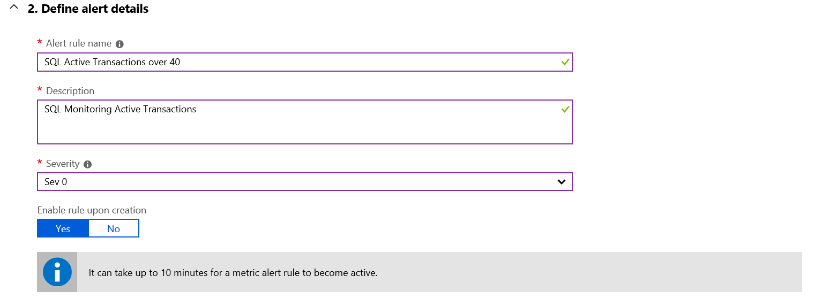 2. Define alert details
* Alert rule name
SQL Active Transactions over 40
* Description
SQL Monitoring Active Transactions
* Severity
Sev 0
Enable rule upon creation
Yes No
It can take up to 10 minutes for a metric alert rule to become active.